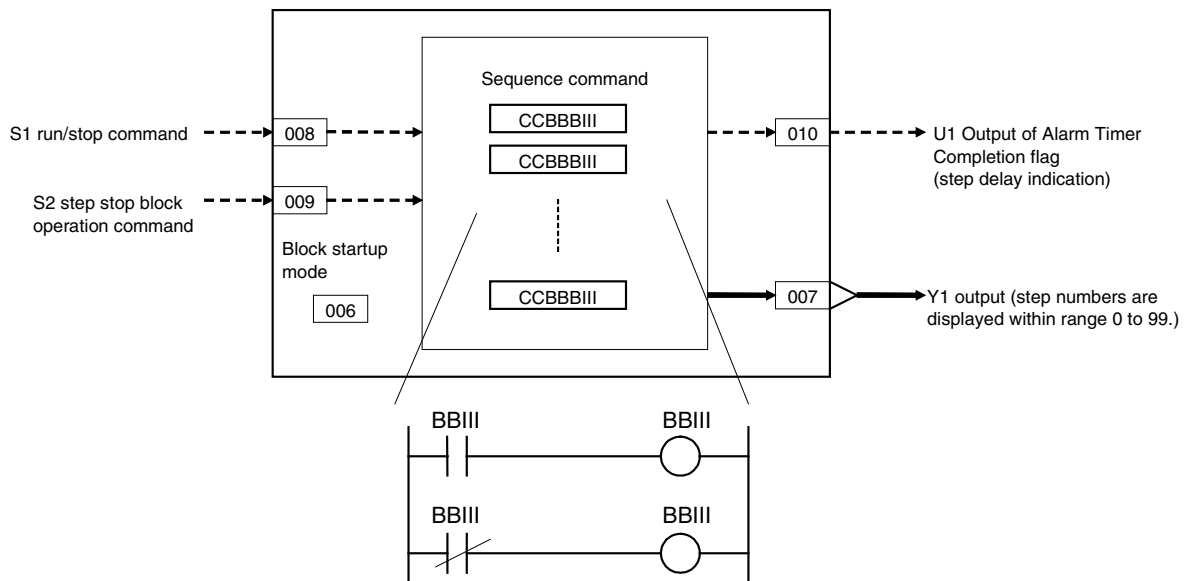 Sequence command
CCBBBIII
CCBBBIII
CCBBBIII
S1 run/stop command
008
S2 step stop block
operation command
009
Block startup
mode
006
010
U1 Output of Alarm Timer
Completion flag
(step delay indication)
007
Y1 output (step numbers are
displayed within range 0 to 99.)
BBIII
BBIII
BBIII
BBIII